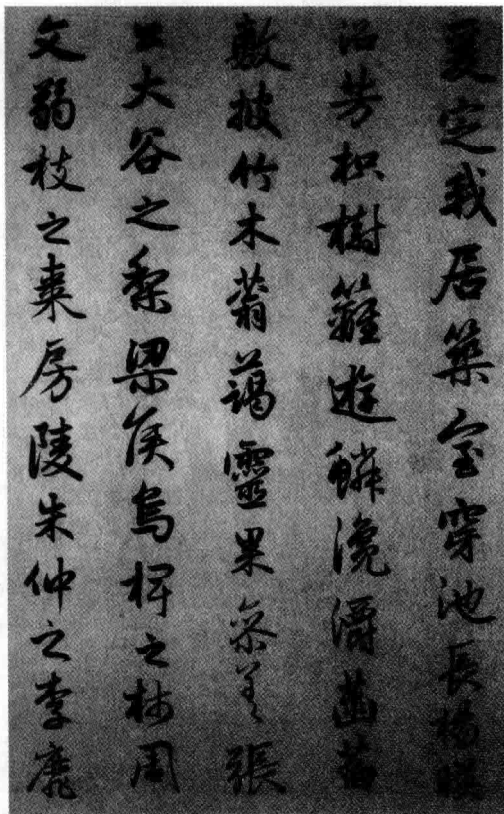 爰定我居築室穿池長楊暎
沼芳枳樹籬遊鱗瀺灂菡萏
敷披竹木蓊藹靈果參差張
公大谷之梨梁侯烏椑之柿周
文弱枝之棗房陵朱仲之李靡